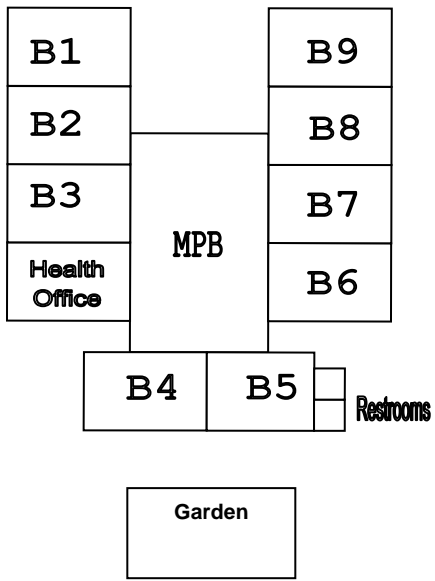 B1
B9
B2
B8
B3
B7
MPB
Health
Office
B6
B4
B5
Restrooms
Garden